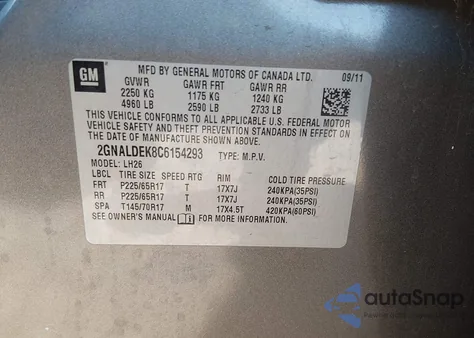 GM
MFD BY GENERAL MOTORS OF CANADA LTD. 09/11
GVWR GAWR FRT GAWR RR
2250 KG 1175 KG 1240 KG
4960 LB 2590 LB 2733 LB
THIS VEHICLE CONFORMS TO ALL APPLICABLE U.S. FEDERAL MOTOR
VEHICLE SAFETY AND THEFT PREVENTION STANDARDS IN EFFECT ON
THE DATE OF MANUFACTURE SHOWN ABOVE.
2GNALDEK8C6154293 TYPE: M.P.V.
MODEL: LH26
LBCL TIRE SIZE SPEED RTG RIM COLD TIRE PRESSURE
FRT P225/65R17 T 17X7J 240KPA(35PSI)
RR P225/65R17 T 17X7J 240KPA(35PSI)
SPA T145/70R17 M 17X4.5T 420KPA(60PSI)
SEE OWNER'S MANUAL i FOR MORE INFORMATION.
autoSnap